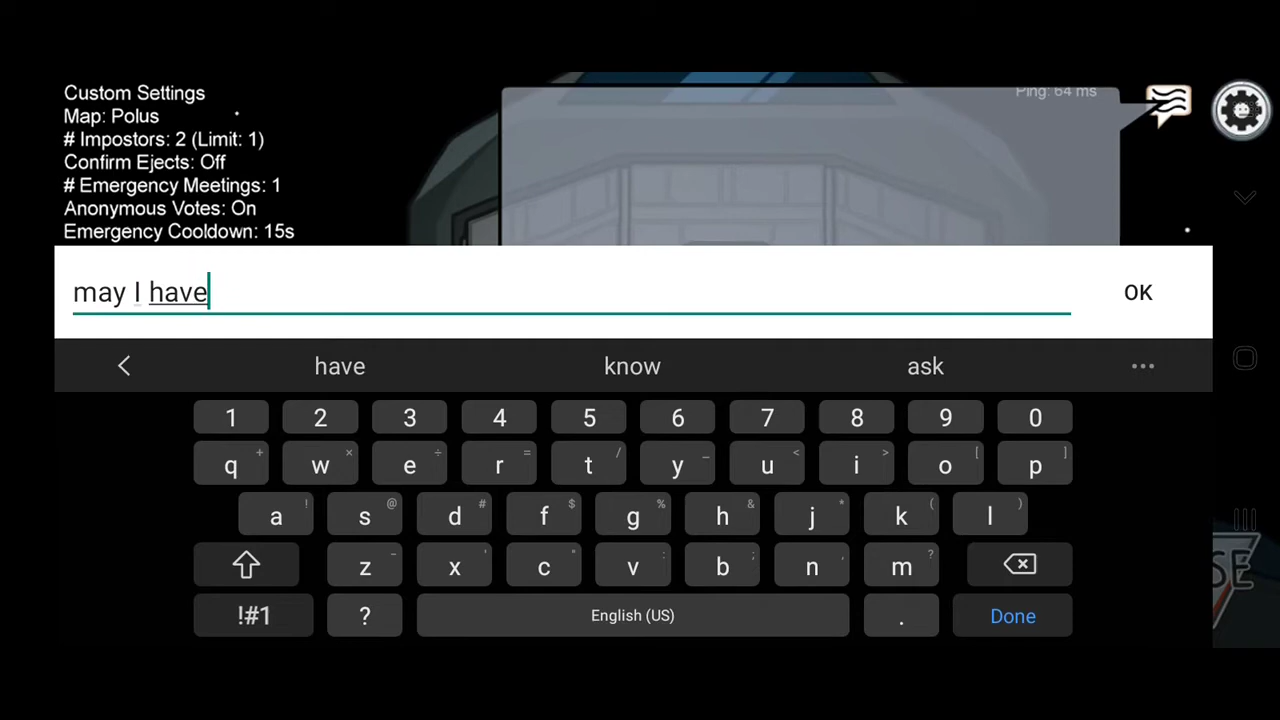 Custom Settings
Map: Polus
# Impostors: 2 (Limit: 1)
Confirm Ejects: Off
# Emergency Meetings: 1
Anonymous Votes: On
Emergency Cooldown: 15s
Ping: 64 ms
may I have
OK
have know ask
1 2 3 4 5 6 7 8 9 0
q w e r t y u i o p
a s d f g h j k l
z x c v b n m
!#1 ? English (US) . Done